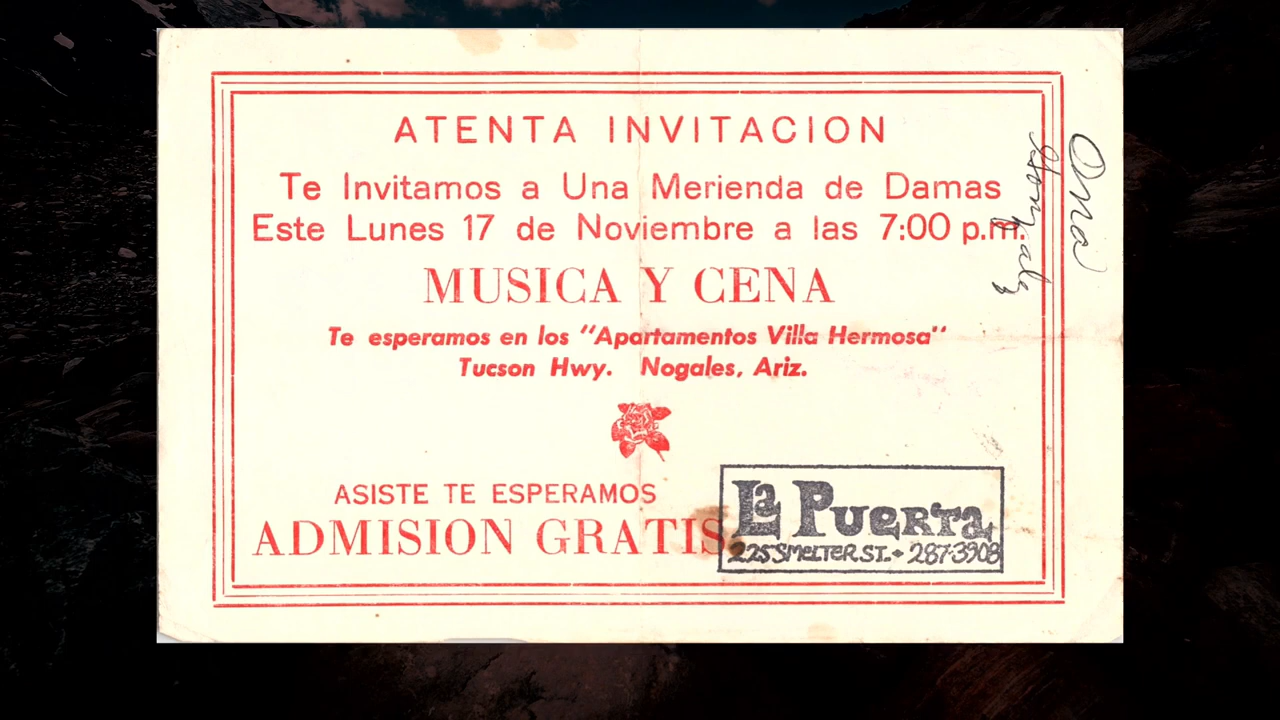 ATENTA INVITACION
Te Invitamos a Una Merienda de Damas
Este Lunes 17 de Noviembre a las 7:00 p.m.
MUSICA Y CENA
Te esperamos en los "Apartamentos Villa Hermosa"
Tucson Hwy. Nogales, Ariz.
ASISTE TE ESPERAMOS
ADMISION GRATIS
La Puerta
225 SMELTER ST. • 287-3908